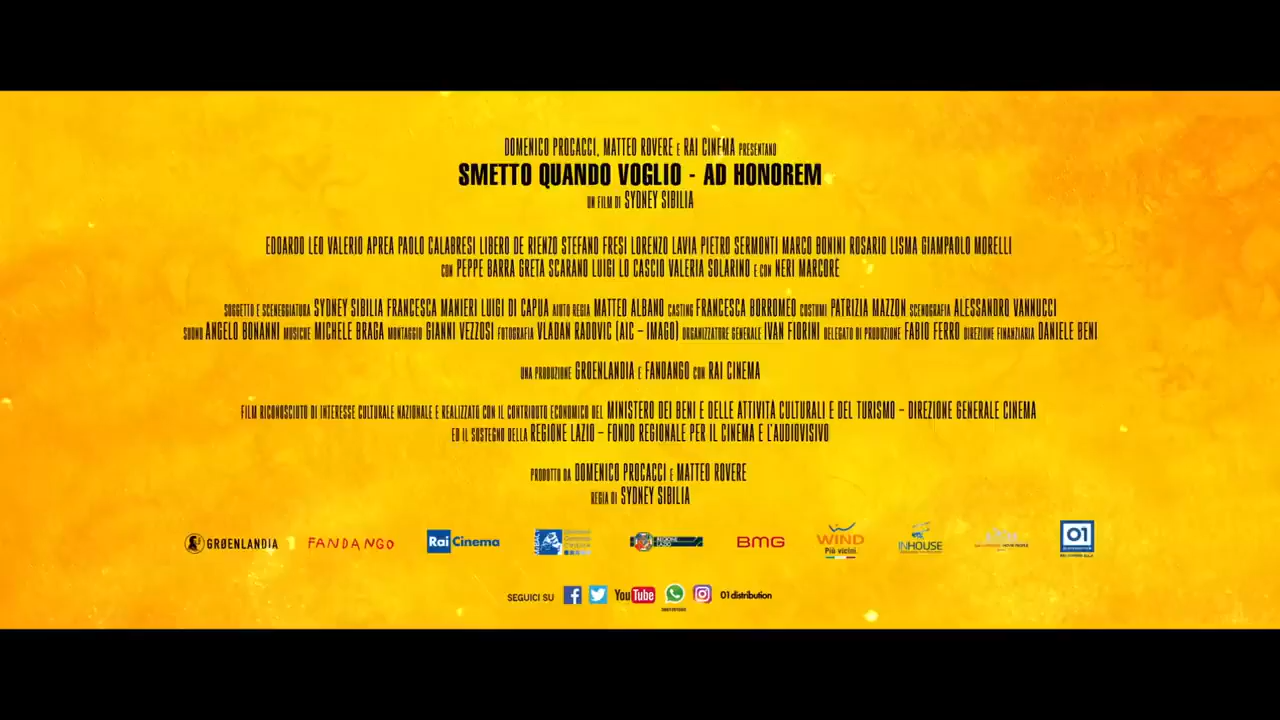 DOMENICO PROCACCI, MATTEO ROVERE E RAI CINEMA PRESENTANO
SMETTO QUANDO VOGLIO - AD HONOREM
UN FILM DI SYDNEY SIBILIA
EDOARDO LEO VALERIO APREA PAOLO CALABRESI LIBERO DE RIENZO STEFANO FRESI LORENZO LAVIA PIETRO SERMONTI MARCO BONINI ROSARIO LISMA GIAMPAOLO MORELLI
CON PEPPE BARRA GRETA SCARANO LUIGI LO CASCIO VALERIA SOLARINO E CON NERI MARCORÈ
SOGGETTO E SCENEGGIATURA SYDNEY SIBILIA FRANCESCA MANIERI LUIGI DI CAPUA AIUTO REGIA MATTEO ALBANO CASTING FRANCESCA BORROMEO COSTUMI PATRIZIA MAZZON SCENOGRAFIA ALESSANDRO VANNUCCI
SUONO ANGELO BONANNI MUSICHE MICHELE BRAGA MONTAGGIO GIANNI VEZZOSI FOTOGRAFIA VLADAN RADOVIC (AIC – IMAGO) ORGANIZZATORE GENERALE IVAN FIORINI DELEGATO DI PRODUZIONE FABIO FERRO DIREZIONE FINANZIARIA DANIELE BENI
UNA PRODUZIONE GROENLANDIA E FANDANGO CON RAI CINEMA
FILM RICONOSCIUTO DI INTERESSE CULTURALE NAZIONALE E REALIZZATO CON IL CONTRIBUTO ECONOMICO DEL MINISTERO DEI BENI E DELLE ATTIVITÀ CULTURALI E DEL TURISMO – DIREZIONE GENERALE CINEMA
ED IL SOSTEGNO DELLA REGIONE LAZIO – FONDO REGIONALE PER IL CINEMA E L'AUDIOVISIVO
PRODOTTO DA DOMENICO PROCACCI E MATTEO ROVERE
REGIA DI SYDNEY SIBILIA
GRØENLANDIA FANDANGO Rai Cinema REGIONE LAZIO BMG WIND Più vicini. INHOUSE 01
SEGUICI SU YouTube 01distribution